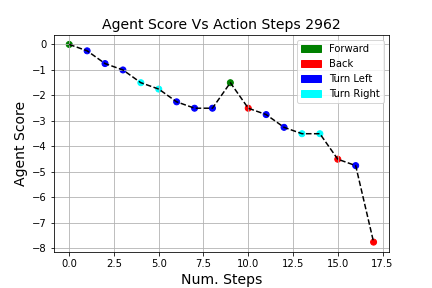 Agent Score Vs Action Steps 2962
Forward
Back
Turn Left
Turn Right
Agent Score
0
−1
−2
−3
−4
−5
−6
−7
−8
0.0 2.5 5.0 7.5 10.0 12.5 15.0 17.5
Num. Steps